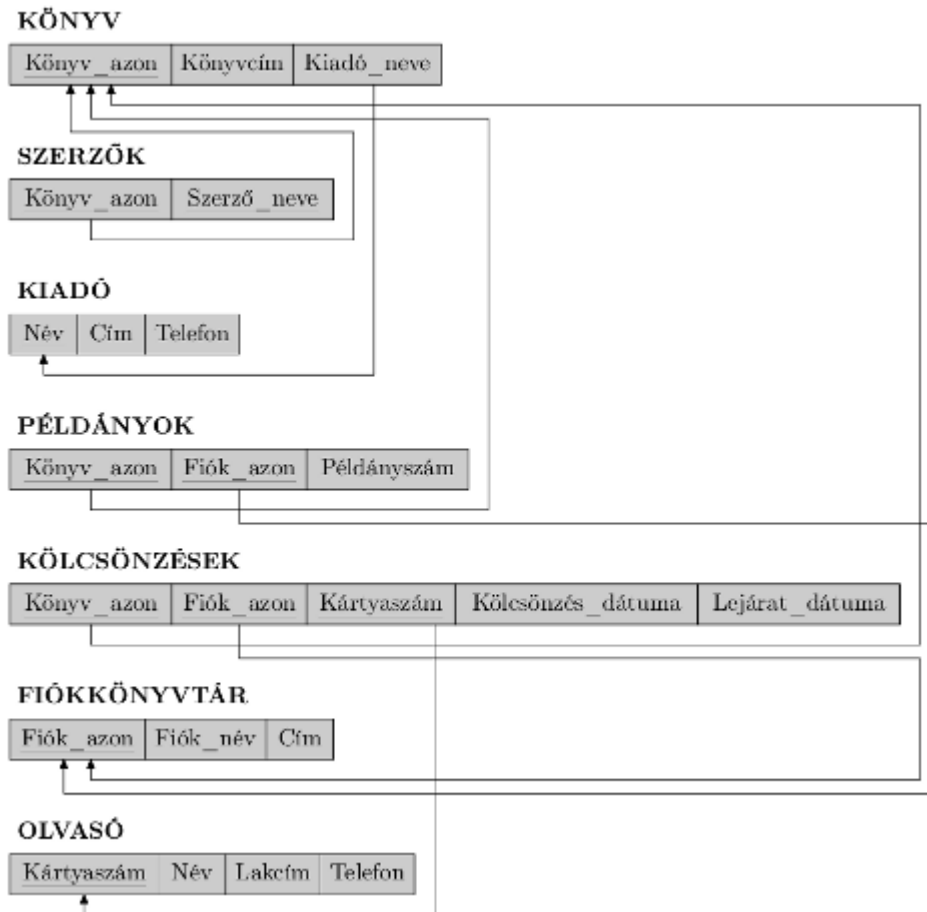 KÖNYV
Könyv_azon Könyvcím Kiadó_neve
SZERZŐK
Könyv_azon Szerző_neve
KIADÓ
Név Cím Telefon
PÉLDÁNYOK
Könyv_azon Fiók_azon Példányszám
KÖLCSÖNZÉSEK
Könyv_azon Fiók_azon Kártyaszám Kölcsönzés_dátuma Lejárat_dátuma
FIÓKKÖNYVTÁR
Fiók_azon Fiók_név Cím
OLVASÓ
Kártyaszám Név Lakcím Telefon